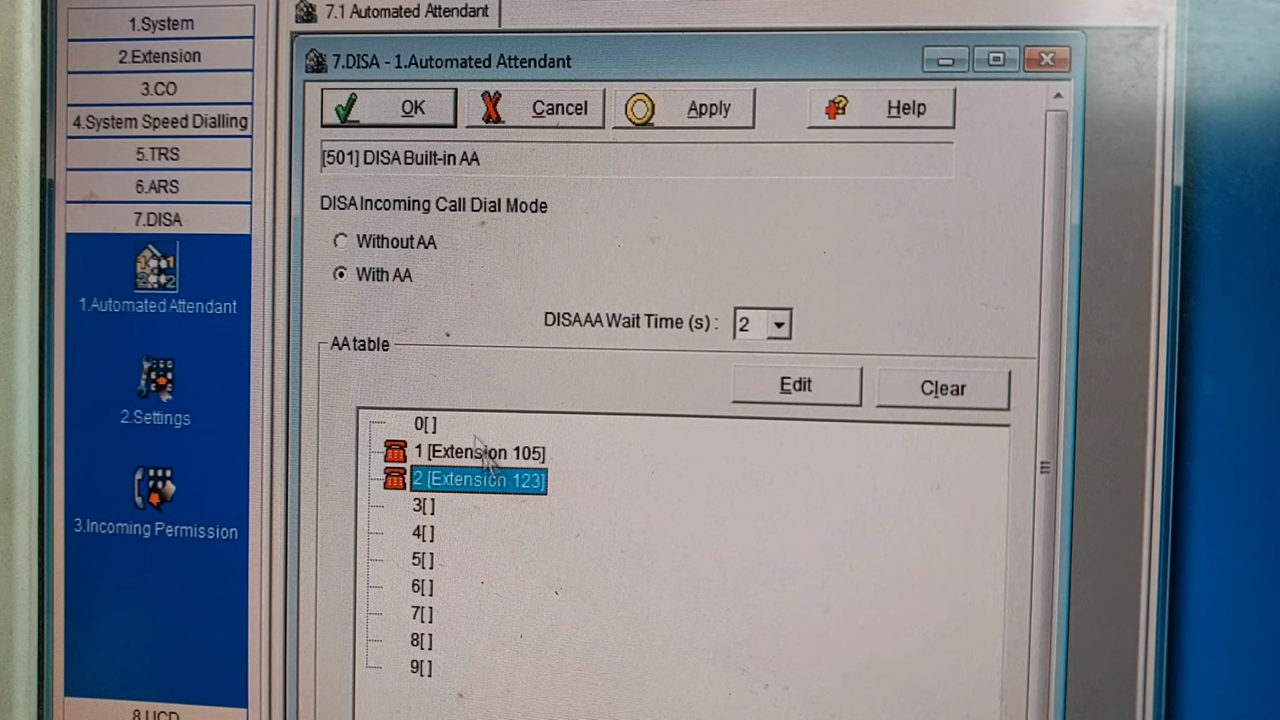 1.System
2.Extension
3.CO
4.System Speed Dialling
5.TRS
6.ARS
7.DISA
1.Automated Attendant
2.Settings
3.Incoming Permission
8.UCD
7.1 Automated Attendant
7.DISA - 1.Automated Attendant
OK Cancel Apply Help
[501] DISA Built-in AA
DISA Incoming Call Dial Mode
Without AA
With AA
DISA AA Wait Time (s) : 2
AA table
Edit Clear
0[]
1 [Extension 105]
2 [Extension 123]
3[]
4[]
5[]
6[]
7[]
8[]
9[]